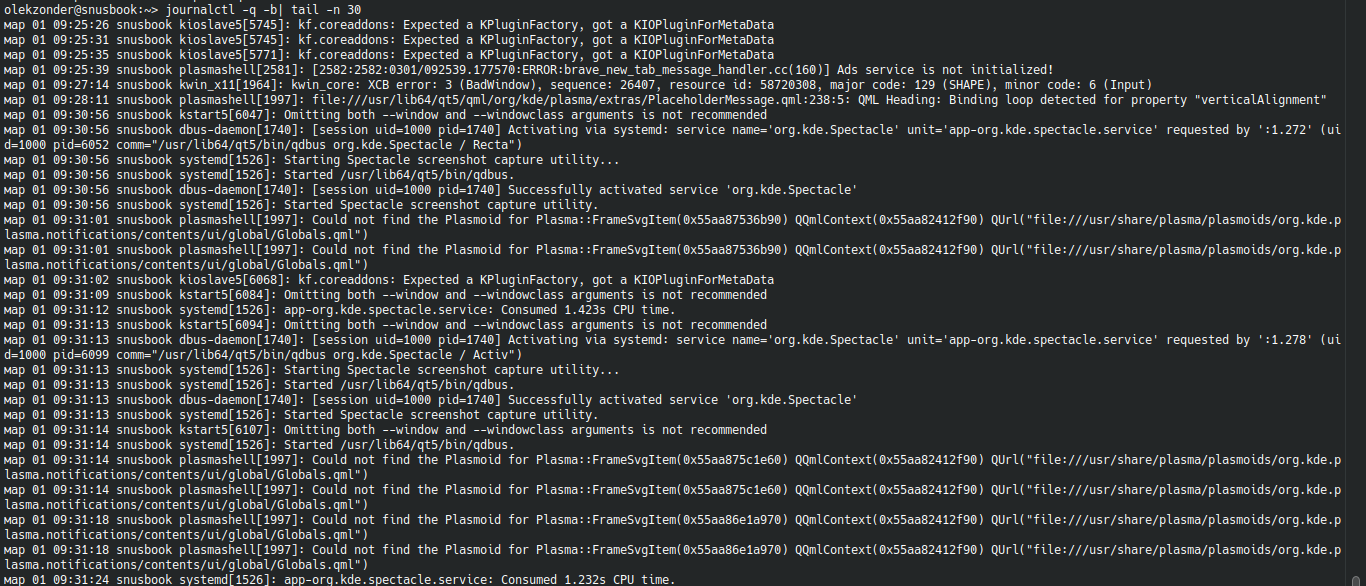 olekzonder@snusbook:~> journalctl -q -b| tail -n 30
мар 01 09:25:26 snusbook kioslave5[5745]: kf.coreaddons: Expected a KPluginFactory, got a KIOPluginForMetaData
мар 01 09:25:31 snusbook kioslave5[5745]: kf.coreaddons: Expected a KPluginFactory, got a KIOPluginForMetaData
мар 01 09:25:35 snusbook kioslave5[5771]: kf.coreaddons: Expected a KPluginFactory, got a KIOPluginForMetaData
мар 01 09:25:39 snusbook plasmashell[2581]: [2582:2582:0301/092539.177570:ERROR:brave_new_tab_message_handler.cc(160)] Ads service is not initialized!
мар 01 09:27:14 snusbook kwin_x11[1964]: kwin_core: XCB error: 3 (BadWindow), sequence: 26407, resource id: 58720308, major code: 129 (SHAPE), minor code: 6 (Input)
мар 01 09:28:11 snusbook plasmashell[1997]: file:///usr/lib64/qt5/qml/org/kde/plasma/extras/PlaceholderMessage.qml:238:5: QML Heading: Binding loop detected for property "verticalAlignment"
мар 01 09:30:56 snusbook kstart5[6047]: Omitting both --window and --windowclass arguments is not recommended
мар 01 09:30:56 snusbook dbus-daemon[1740]: [session uid=1000 pid=1740] Activating via systemd: service name='org.kde.Spectacle' unit='app-org.kde.spectacle.service' requested by ':1.272' (ui
d=1000 pid=6052 comm="/usr/lib64/qt5/bin/qdbus org.kde.Spectacle / Recta")
мар 01 09:30:56 snusbook systemd[1526]: Starting Spectacle screenshot capture utility...
мар 01 09:30:56 snusbook systemd[1526]: Started /usr/lib64/qt5/bin/qdbus.
мар 01 09:30:56 snusbook dbus-daemon[1740]: [session uid=1000 pid=1740] Successfully activated service 'org.kde.Spectacle'
мар 01 09:30:56 snusbook systemd[1526]: Started Spectacle screenshot capture utility.
мар 01 09:31:01 snusbook plasmashell[1997]: Could not find the Plasmoid for Plasma::FrameSvgItem(0x55aa87536b90) QQmlContext(0x55aa82412f90) QUrl("file:///usr/share/plasma/plasmoids/org.kde.p
lasma.notifications/contents/ui/global/Globals.qml")
мар 01 09:31:01 snusbook plasmashell[1997]: Could not find the Plasmoid for Plasma::FrameSvgItem(0x55aa87536b90) QQmlContext(0x55aa82412f90) QUrl("file:///usr/share/plasma/plasmoids/org.kde.p
lasma.notifications/contents/ui/global/Globals.qml")
мар 01 09:31:02 snusbook kioslave5[6068]: kf.coreaddons: Expected a KPluginFactory, got a KIOPluginForMetaData
мар 01 09:31:09 snusbook kstart5[6084]: Omitting both --window and --windowclass arguments is not recommended
мар 01 09:31:12 snusbook systemd[1526]: app-org.kde.spectacle.service: Consumed 1.423s CPU time.
мар 01 09:31:13 snusbook kstart5[6094]: Omitting both --window and --windowclass arguments is not recommended
мар 01 09:31:13 snusbook dbus-daemon[1740]: [session uid=1000 pid=1740] Activating via systemd: service name='org.kde.Spectacle' unit='app-org.kde.spectacle.service' requested by ':1.278' (ui
d=1000 pid=6099 comm="/usr/lib64/qt5/bin/qdbus org.kde.Spectacle / Activ")
мар 01 09:31:13 snusbook systemd[1526]: Starting Spectacle screenshot capture utility...
мар 01 09:31:13 snusbook systemd[1526]: Started /usr/lib64/qt5/bin/qdbus.
мар 01 09:31:13 snusbook dbus-daemon[1740]: [session uid=1000 pid=1740] Successfully activated service 'org.kde.Spectacle'
мар 01 09:31:13 snusbook systemd[1526]: Started Spectacle screenshot capture utility.
мар 01 09:31:14 snusbook kstart5[6107]: Omitting both --window and --windowclass arguments is not recommended
мар 01 09:31:14 snusbook systemd[1526]: Started /usr/lib64/qt5/bin/qdbus.
мар 01 09:31:14 snusbook plasmashell[1997]: Could not find the Plasmoid for Plasma::FrameSvgItem(0x55aa875c1e60) QQmlContext(0x55aa82412f90) QUrl("file:///usr/share/plasma/plasmoids/org.kde.p
lasma.notifications/contents/ui/global/Globals.qml")
мар 01 09:31:14 snusbook plasmashell[1997]: Could not find the Plasmoid for Plasma::FrameSvgItem(0x55aa875c1e60) QQmlContext(0x55aa82412f90) QUrl("file:///usr/share/plasma/plasmoids/org.kde.p
lasma.notifications/contents/ui/global/Globals.qml")
мар 01 09:31:18 snusbook plasmashell[1997]: Could not find the Plasmoid for Plasma::FrameSvgItem(0x55aa86e1a970) QQmlContext(0x55aa82412f90) QUrl("file:///usr/share/plasma/plasmoids/org.kde.p
lasma.notifications/contents/ui/global/Globals.qml")
мар 01 09:31:18 snusbook plasmashell[1997]: Could not find the Plasmoid for Plasma::FrameSvgItem(0x55aa86e1a970) QQmlContext(0x55aa82412f90) QUrl("file:///usr/share/plasma/plasmoids/org.kde.p
lasma.notifications/contents/ui/global/Globals.qml")
мар 01 09:31:24 snusbook systemd[1526]: app-org.kde.spectacle.service: Consumed 1.232s CPU time.